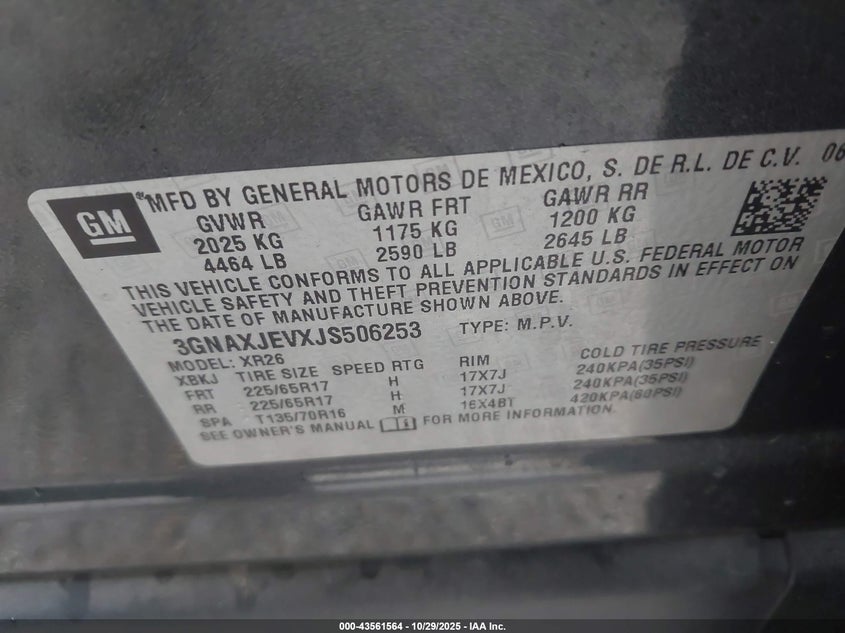 GM
®MFD BY GENERAL MOTORS DE MEXICO, S. DE R.L. DE C.V. 06
GVWR GAWR FRT GAWR RR
2025 KG 1175 KG 1200 KG
4464 LB 2590 LB 2645 LB
THIS VEHICLE CONFORMS TO ALL APPLICABLE U.S. FEDERAL MOTOR
VEHICLE SAFETY AND THEFT PREVENTION STANDARDS IN EFFECT ON
THE DATE OF MANUFACTURE SHOWN ABOVE.
3GNAXJEVXJS506253 TYPE: M.P.V.
MODEL: XR26
XBKJ TIRE SIZE SPEED RTG RIM COLD TIRE PRESSURE
FRT 225/65R17 H 17X7J 240KPA(35PSI)
RR 225/65R17 H 17X7J 240KPA(35PSI)
SPA T135/70R16 M 16X4BT 420KPA(60PSI)
SEE OWNER'S MANUAL FOR MORE INFORMATION.
000-43561564 | 10/29/2025 - IAA Inc.